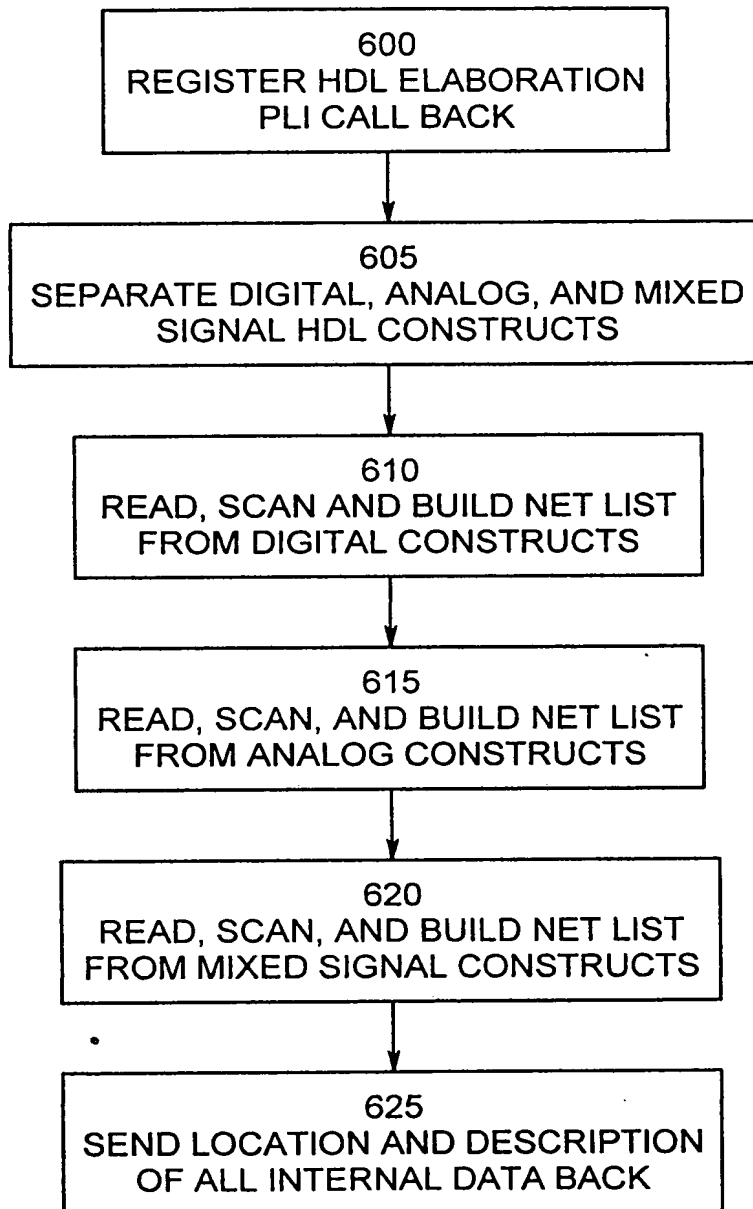 600
REGISTER HDL ELABORATION
PLI CALL BACK
605
SEPARATE DIGITAL, ANALOG, AND MIXED
SIGNAL HDL CONSTRUCTS
610
READ, SCAN AND BUILD NET LIST
FROM DIGITAL CONSTRUCTS
615
READ, SCAN, AND BUILD NET LIST
FROM ANALOG CONSTRUCTS
620
READ, SCAN, AND BUILD NET LIST
FROM MIXED SIGNAL CONSTRUCTS
625
SEND LOCATION AND DESCRIPTION
OF ALL INTERNAL DATA BACK